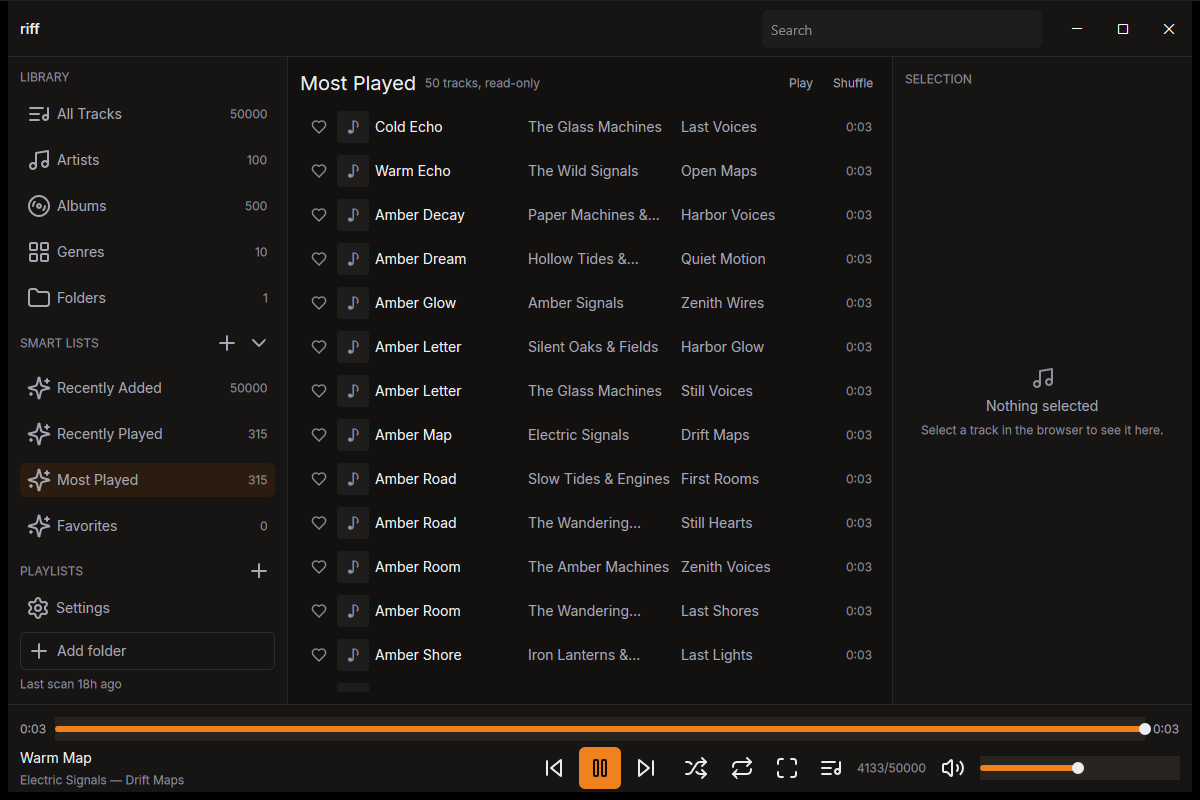 riff
Search
LIBRARY
All Tracks 50000
Artists 100
Albums 500
Genres 10
Folders 1
SMART LISTS
Recently Added 50000
Recently Played 315
Most Played 315
Favorites 0
PLAYLISTS
Settings
Add folder
Last scan 18h ago
Most Played 50 tracks, read-only Play Shuffle
Cold Echo The Glass Machines Last Voices 0:03
Warm Echo The Wild Signals Open Maps 0:03
Amber Decay Paper Machines &... Harbor Voices 0:03
Amber Dream Hollow Tides &... Quiet Motion 0:03
Amber Glow Amber Signals Zenith Wires 0:03
Amber Letter Silent Oaks & Fields Harbor Glow 0:03
Amber Letter The Glass Machines Still Voices 0:03
Amber Map Electric Signals Drift Maps 0:03
Amber Road Slow Tides & Engines First Rooms 0:03
Amber Road The Wandering... Still Hearts 0:03
Amber Room The Amber Machines Zenith Voices 0:03
Amber Room The Wandering... Last Shores 0:03
Amber Shore Iron Lanterns &... Last Lights 0:03
SELECTION
Nothing selected
Select a track in the browser to see it here.
0:03 0:03
Warm Map
Electric Signals — Drift Maps
4133/50000